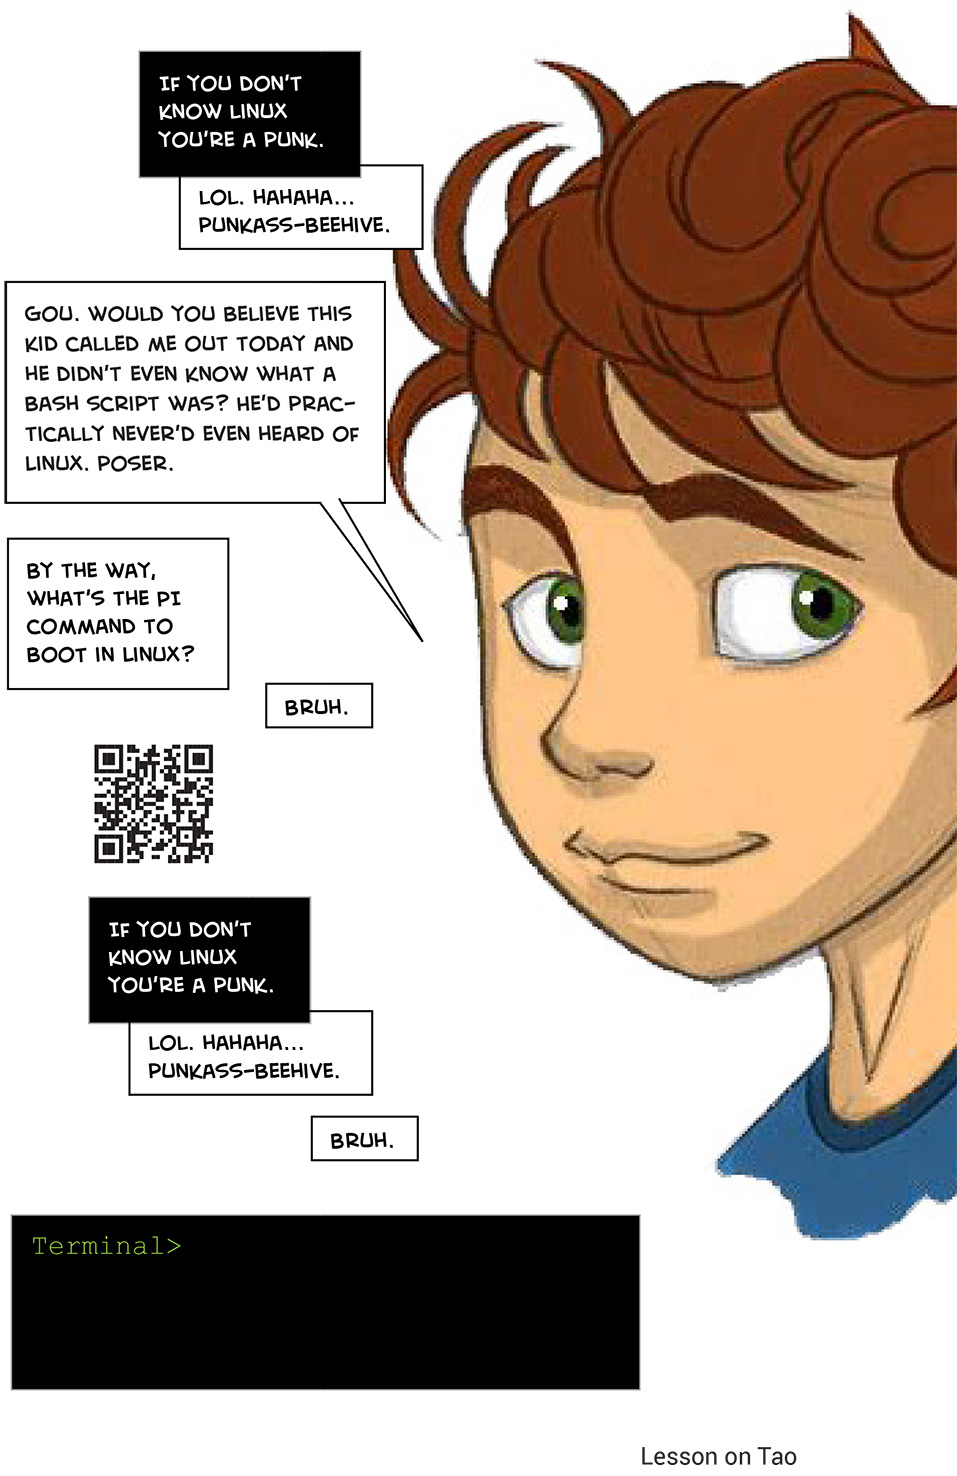 IF YOU DON'T
KNOW LINUX
YOU'RE A PUNK.
LOL. HAHAHA...
PUNKASS-BEEHIVE.
GOU. WOULD YOU BELIEVE THIS
KID CALLED ME OUT TODAY AND
HE DIDN'T EVEN KNOW WHAT A
BASH SCRIPT WAS? HE'D PRAC-
TICALLY NEVER'D EVEN HEARD OF
LINUX. POSER.
BY THE WAY,
WHAT'S THE PI
COMMAND TO
BOOT IN LINUX?
BRUH.
IF YOU DON'T
KNOW LINUX
YOU'RE A PUNK.
LOL. HAHAHA...
PUNKASS-BEEHIVE.
BRUH.
Terminal>
Lesson on Tao